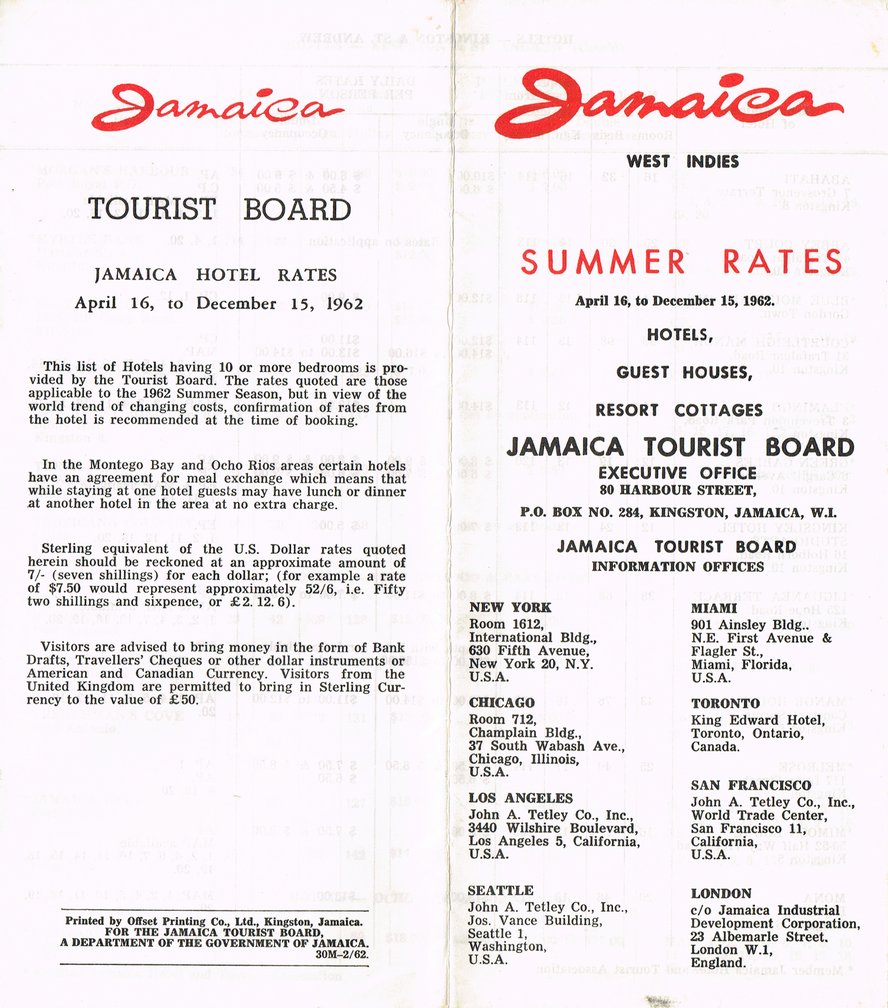 Jamaica
TOURIST BOARD
JAMAICA HOTEL RATES
April 16, to December 15, 1962
This list of Hotels having 10 or more bedrooms is pro-
vided by the Tourist Board. The rates quoted are those
applicable to the 1962 Summer Season, but in view of the
world trend of changing costs, confirmation of rates from
the hotel is recommended at the time of booking.
In the Montego Bay and Ocho Rios areas certain hotels
have an agreement for meal exchange which means that
while staying at one hotel guests may have lunch or dinner
at another hotel in the area at no extra charge.
Sterling equivalent of the U.S. Dollar rates quoted
herein should be reckoned at an approximate amount of
7/- (seven shillings) for each dollar; (for example a rate
of $7.50 would represent approximately 52/6, i.e. Fifty
two shillings and sixpence, or £2. 12. 6).
Visitors are advised to bring money in the form of Bank
Drafts, Travellers' Cheques or other dollar instruments or
American and Canadian Currency. Visitors from the
United Kingdom are permitted to bring in Sterling Cur-
rency to the value of £50.
Printed by Offset Printing Co., Ltd., Kingston, Jamaica.
FOR THE JAMAICA TOURIST BOARD,
A DEPARTMENT OF THE GOVERNMENT OF JAMAICA.
30M-2/62.
Jamaica
WEST INDIES
SUMMER RATES
April 16, to December 15, 1962.
HOTELS,
GUEST HOUSES,
RESORT COTTAGES
JAMAICA TOURIST BOARD
EXECUTIVE OFFICE
80 HARBOUR STREET,
P.O. BOX NO. 284, KINGSTON, JAMAICA, W.I.
JAMAICA TOURIST BOARD
INFORMATION OFFICES
NEW YORK
Room 1612,
International Bldg.,
630 Fifth Avenue,
New York 20, N.Y.
U.S.A.
CHICAGO
Room 712,
Champlain Bldg.,
37 South Wabash Ave.,
Chicago, Illinois,
U.S.A.
LOS ANGELES
John A. Tetley Co., Inc.,
3440 Wilshire Boulevard,
Los Angeles 5, California,
U.S.A.
SEATTLE
John A. Tetley Co., Inc.,
Jos. Vance Building,
Seattle 1,
Washington,
U.S.A.
MIAMI
901 Ainsley Bldg..
N.E. First Avenue &
Flagler St.,
Miami, Florida,
U.S.A.
TORONTO
King Edward Hotel,
Toronto, Ontario,
Canada.
SAN FRANCISCO
John A. Tetley Co., Inc.,
World Trade Center,
San Francisco 11,
California,
U.S.A.
LONDON
c/o Jamaica Industrial
Development Corporation,
23 Albemarle Street.
London W.1,
England.